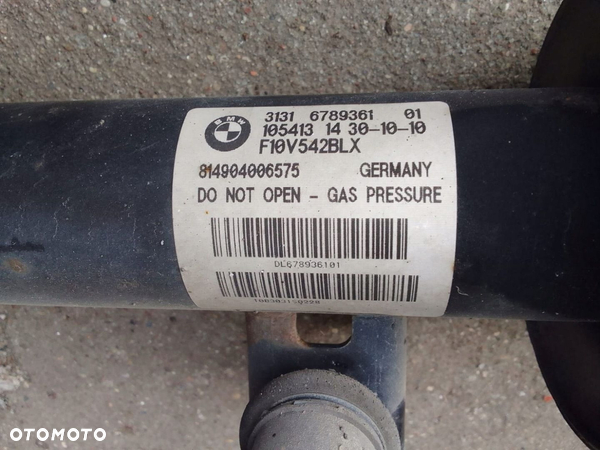 BMW
3131 6789361 01
105413 14 30-10-10
F10V542BLX
814904006575 GERMANY
DO NOT OPEN - GAS PRESSURE
DL678936101
OTOMOTO